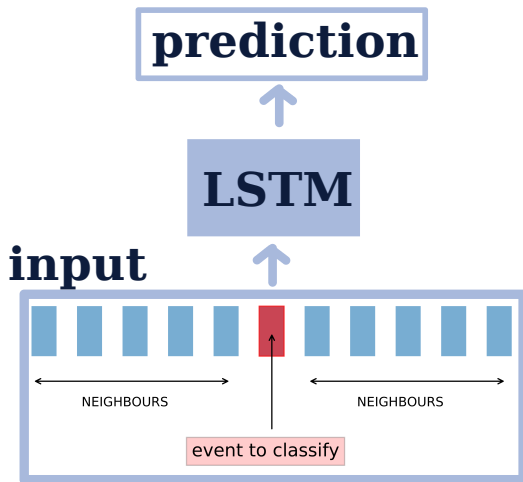 prediction
LSTM
input
NEIGHBOURS NEIGHBOURS
event to classify